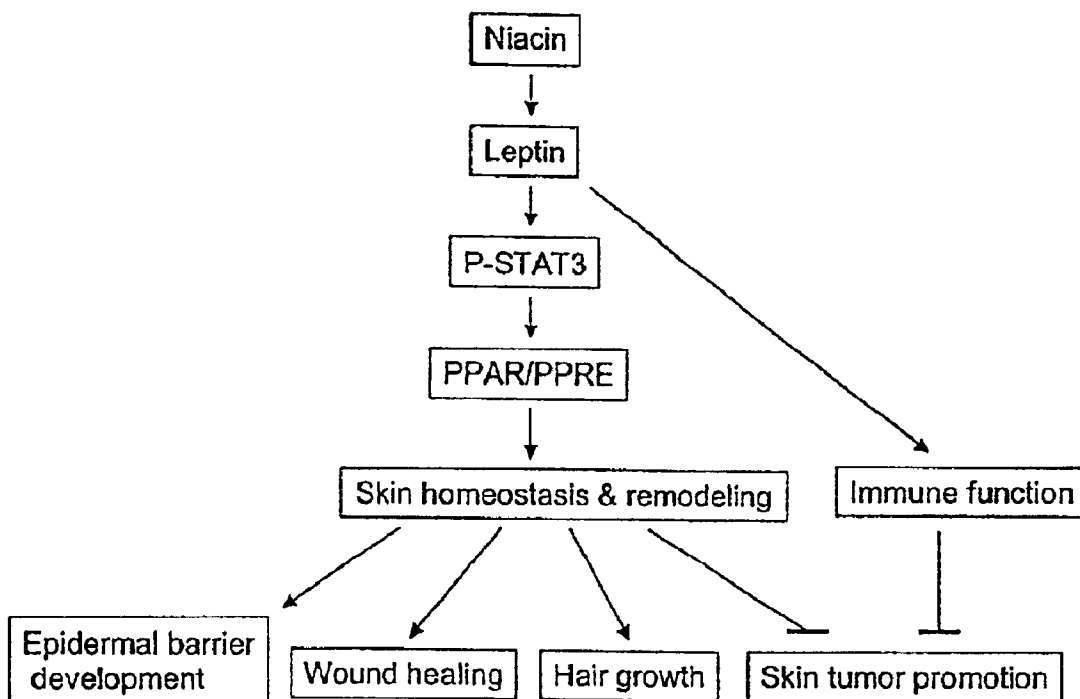 Niacin
Leptin
P-STAT3
PPAR/PPRE
Skin homeostasis & remodeling
Immune function
Epidermal barrier
development
Wound healing
Hair growth
Skin tumor promotion